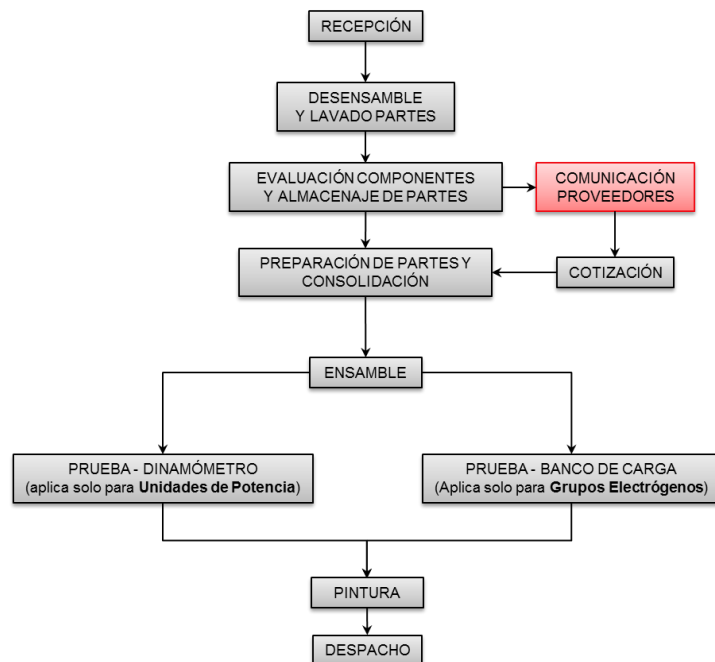 RECEPCIÓN
DESENSAMBLE
Y LAVADO PARTES
EVALUACIÓN COMPONENTES
Y ALMACENAJE DE PARTES
COMUNICACIÓN
PROVEEDORES
PREPARACIÓN DE PARTES Y
CONSOLIDACIÓN
COTIZACIÓN
ENSAMBLE
PRUEBA - DINAMÓMETRO
(aplica solo para Unidades de Potencia)
PRUEBA - BANCO DE CARGA
(Aplica solo para Grupos Electrógenos)
PINTURA
DESPACHO